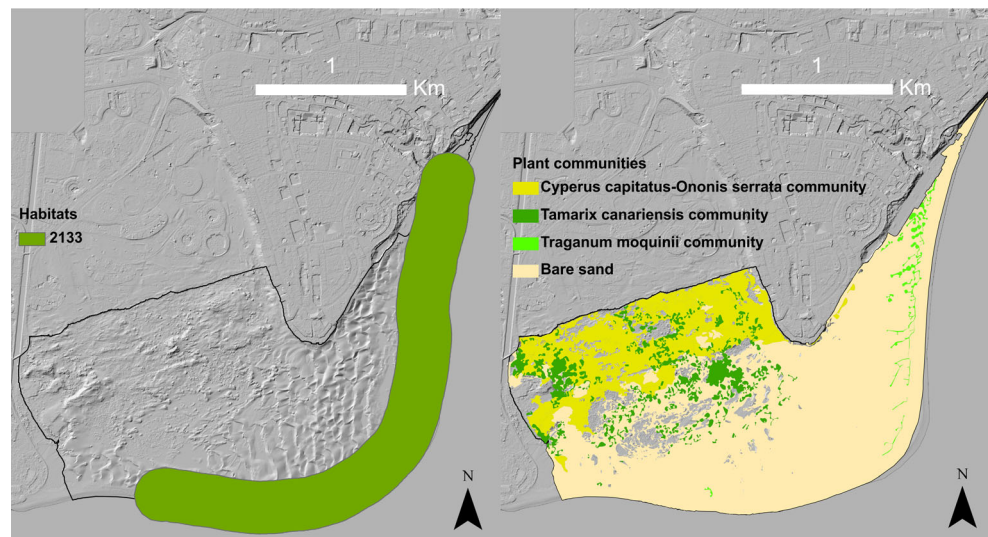 1
Km
Habitats
2133
N
1
Km
Plant communities
Cyperus capitatus-Ononis serrata community
Tamarix canariensis community
Traganum moquinii community
Bare sand
N